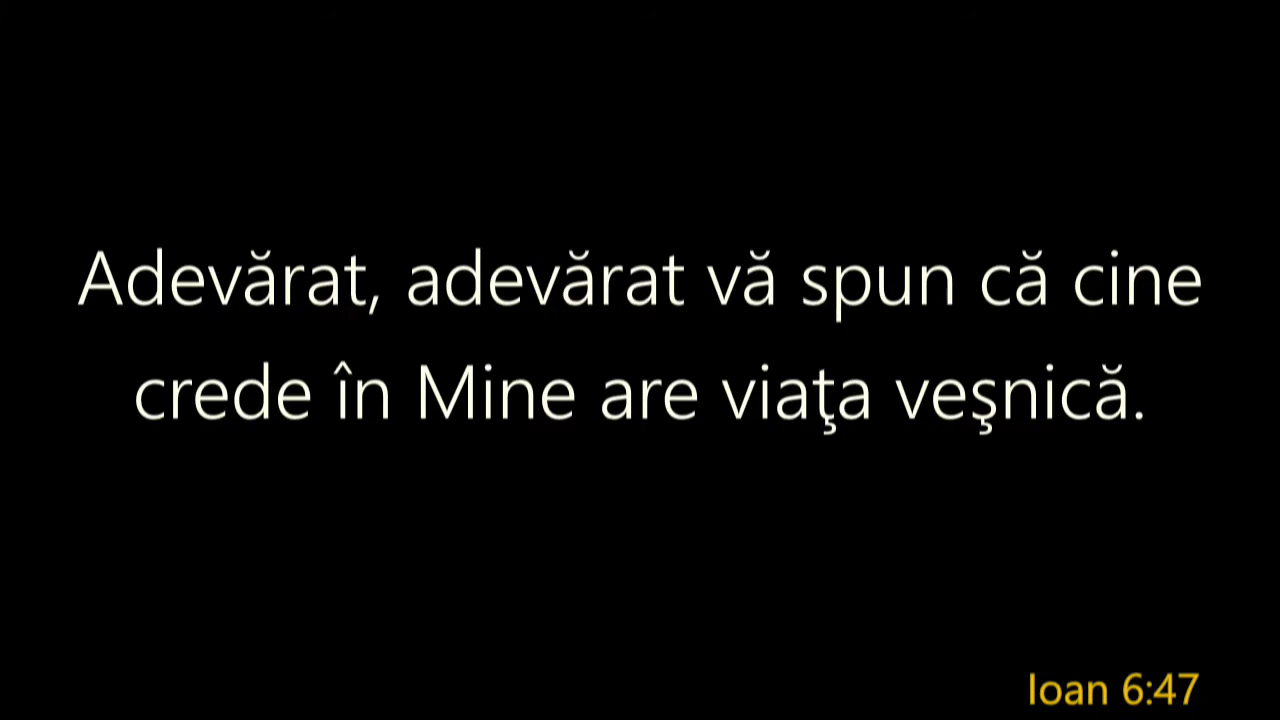 Adevărat, adevărat vă spun că cine
crede în Mine are viaţa veşnică.
Ioan 6:47